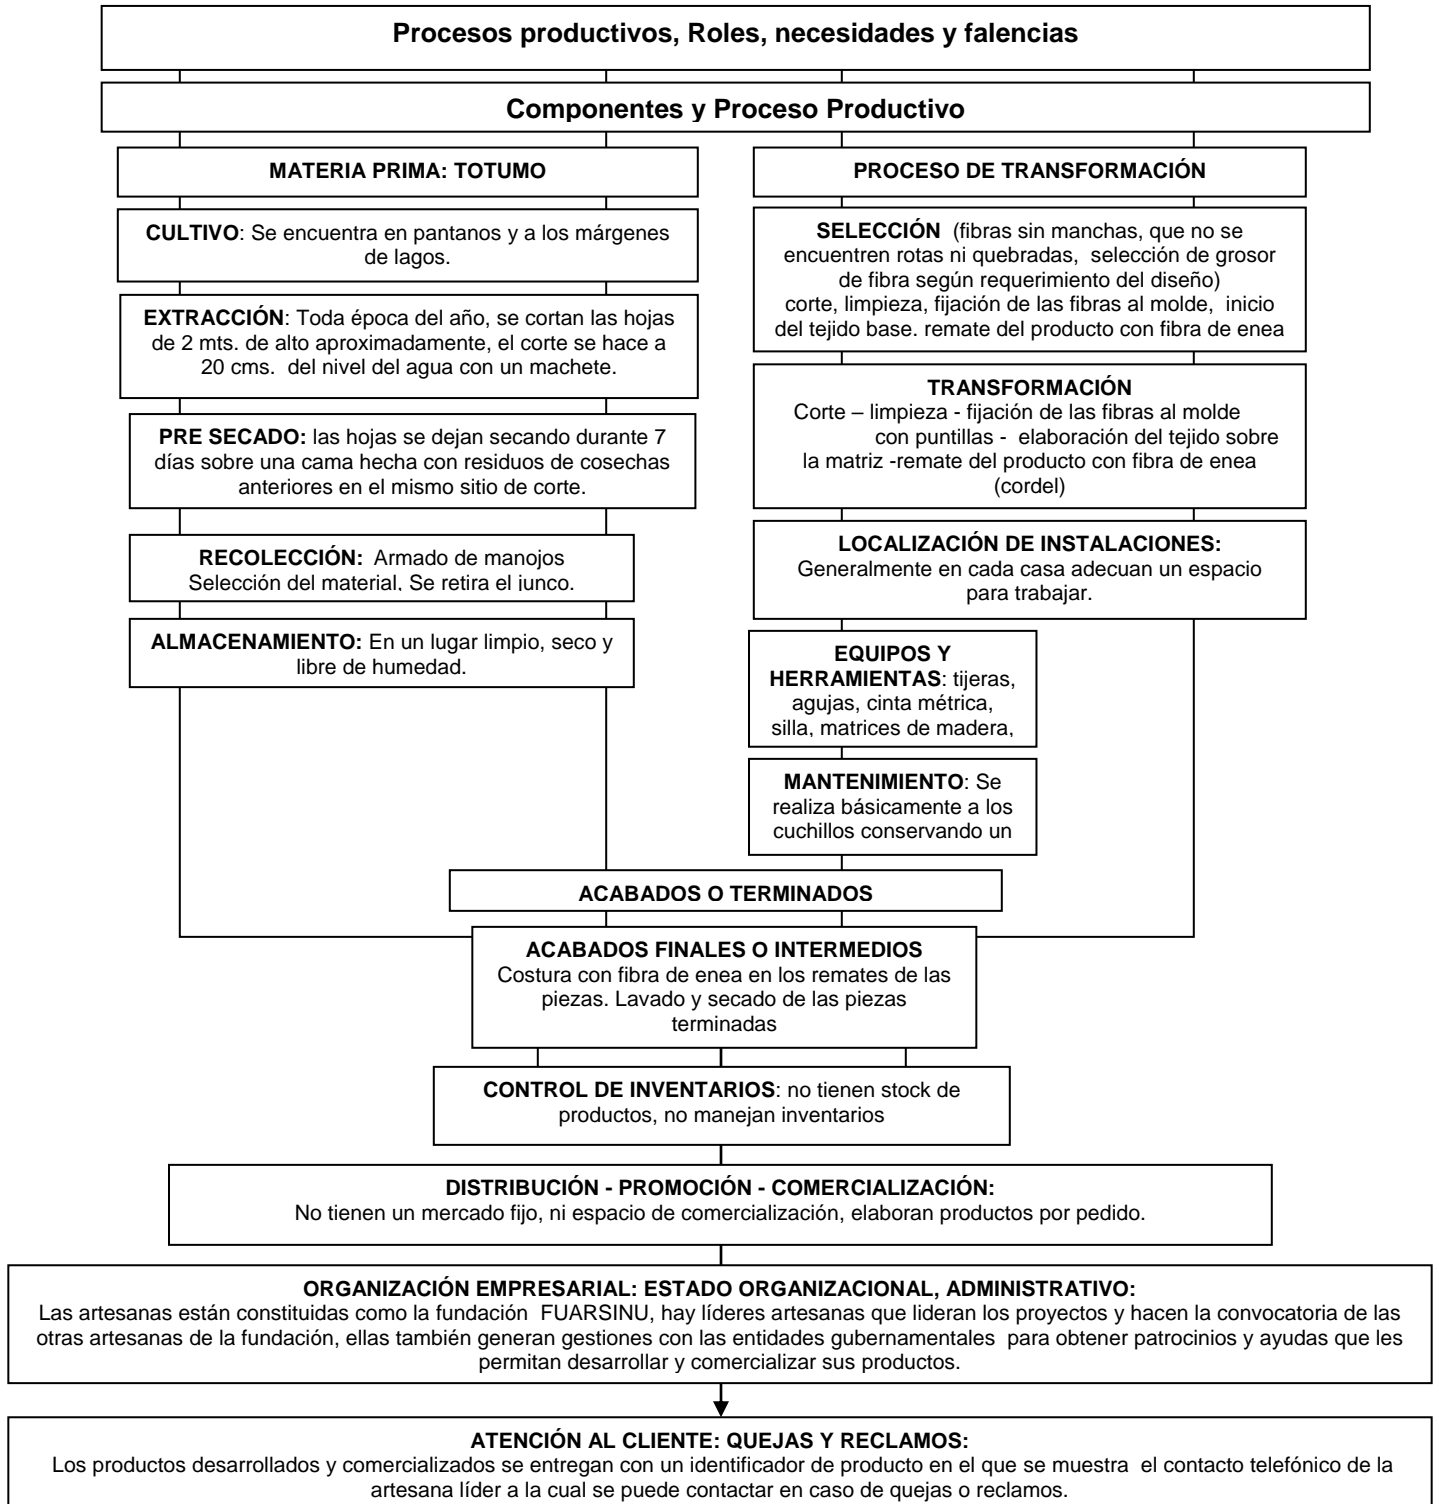 Procesos productivos, Roles, necesidades y falencias
Componentes y Proceso Productivo
MATERIA PRIMA: TOTUMO
CULTIVO: Se encuentra en pantanos y a los márgenes
de lagos.
EXTRACCIÓN: Toda época del año, se cortan las hojas
de 2 mts. de alto aproximadamente, el corte se hace a
20 cms. del nivel del agua con un machete.
PRE SECADO: las hojas se dejan secando durante 7
días sobre una cama hecha con residuos de cosechas
anteriores en el mismo sitio de corte.
RECOLECCIÓN: Armado de manojos
Selección del material. Se retira el junco.
ALMACENAMIENTO: En un lugar limpio, seco y
libre de humedad.
PROCESO DE TRANSFORMACIÓN
SELECCIÓN (fibras sin manchas, que no se
encuentren rotas ni quebradas, selección de grosor
de fibra según requerimiento del diseño)
corte, limpieza, fijación de las fibras al molde, inicio
del tejido base. remate del producto con fibra de enea
TRANSFORMACIÓN
Corte – limpieza - fijación de las fibras al molde
con puntillas - elaboración del tejido sobre
la matriz -remate del producto con fibra de enea
(cordel)
LOCALIZACIÓN DE INSTALACIONES:
Generalmente en cada casa adecuan un espacio
para trabajar.
EQUIPOS Y
HERRAMIENTAS: tijeras,
agujas, cinta métrica,
silla, matrices de madera,
MANTENIMIENTO: Se
realiza básicamente a los
cuchillos conservando un
ACABADOS O TERMINADOS
ACABADOS FINALES O INTERMEDIOS
Costura con fibra de enea en los remates de las
piezas. Lavado y secado de las piezas
terminadas
CONTROL DE INVENTARIOS: no tienen stock de
productos, no manejan inventarios
DISTRIBUCIÓN - PROMOCIÓN - COMERCIALIZACIÓN:
No tienen un mercado fijo, ni espacio de comercialización, elaboran productos por pedido.
ORGANIZACIÓN EMPRESARIAL: ESTADO ORGANIZACIONAL, ADMINISTRATIVO:
Las artesanas están constituidas como la fundación FUARSINU, hay líderes artesanas que lideran los proyectos y hacen la convocatoria de las
otras artesanas de la fundación, ellas también generan gestiones con las entidades gubernamentales para obtener patrocinios y ayudas que les
permitan desarrollar y comercializar sus productos.
ATENCIÓN AL CLIENTE: QUEJAS Y RECLAMOS:
Los productos desarrollados y comercializados se entregan con un identificador de producto en el que se muestra el contacto telefónico de la
artesana líder a la cual se puede contactar en caso de quejas o reclamos.